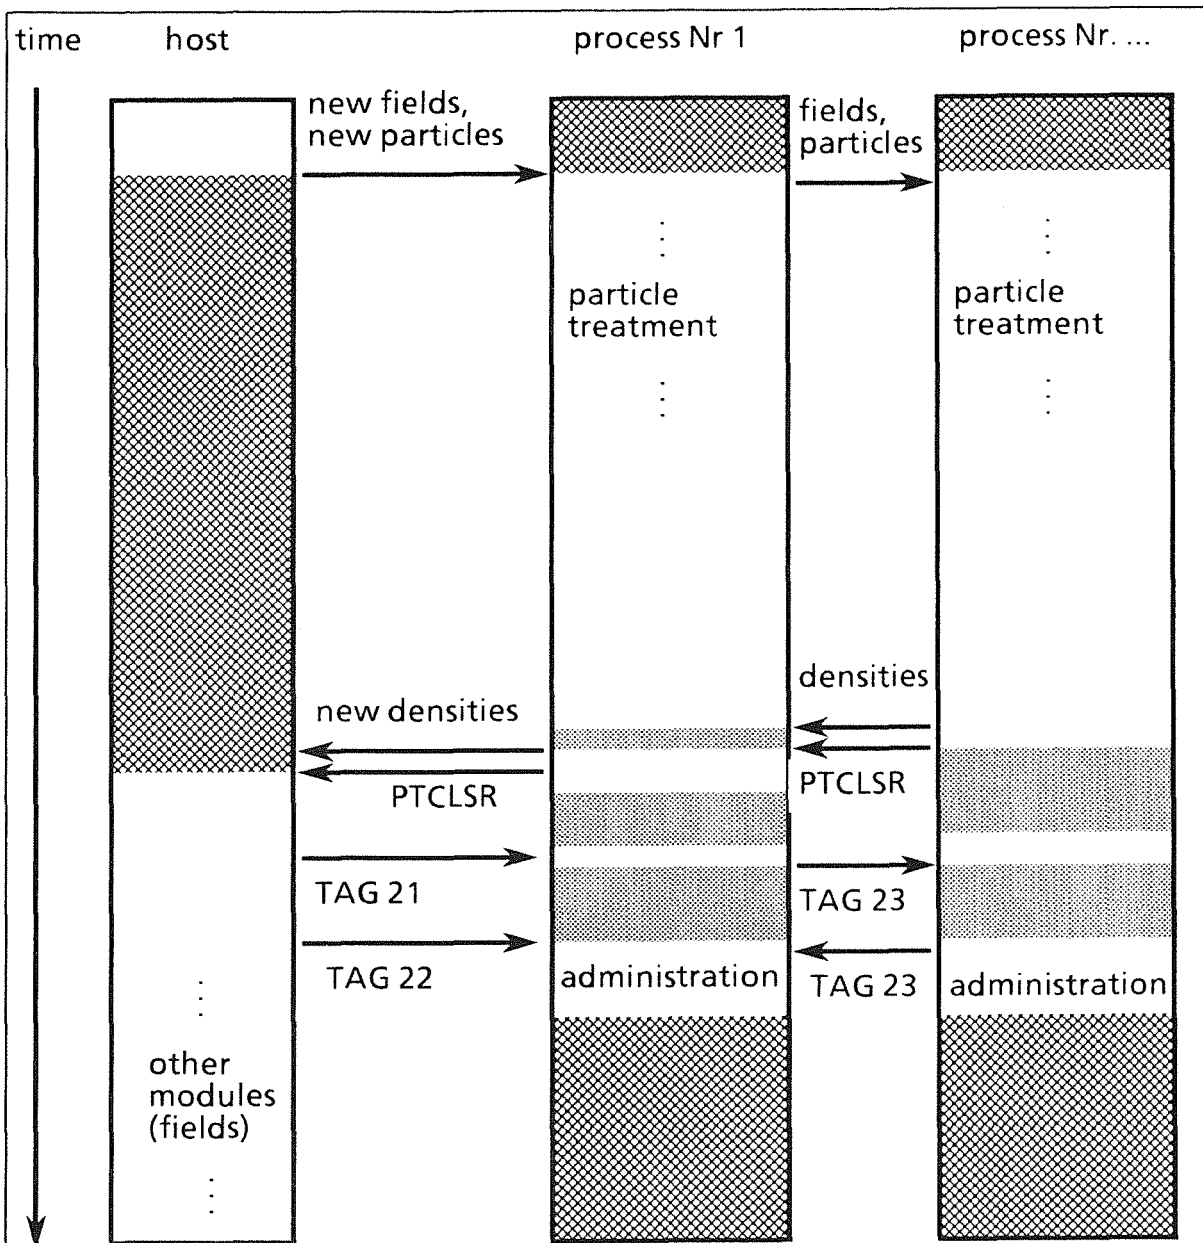 time
host
process Nr 1
process Nr. ...
new fields,
new particles
fields,
particles
particle
treatment
particle
treatment
densities
new densities
PTCLSR
PTCLSR
TAG 21
TAG 23
TAG 22
administration
TAG 23
administration
other
modules
(fields)